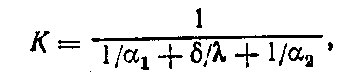 K = 1 / (1/α₁ + δ/λ + 1/α₂),